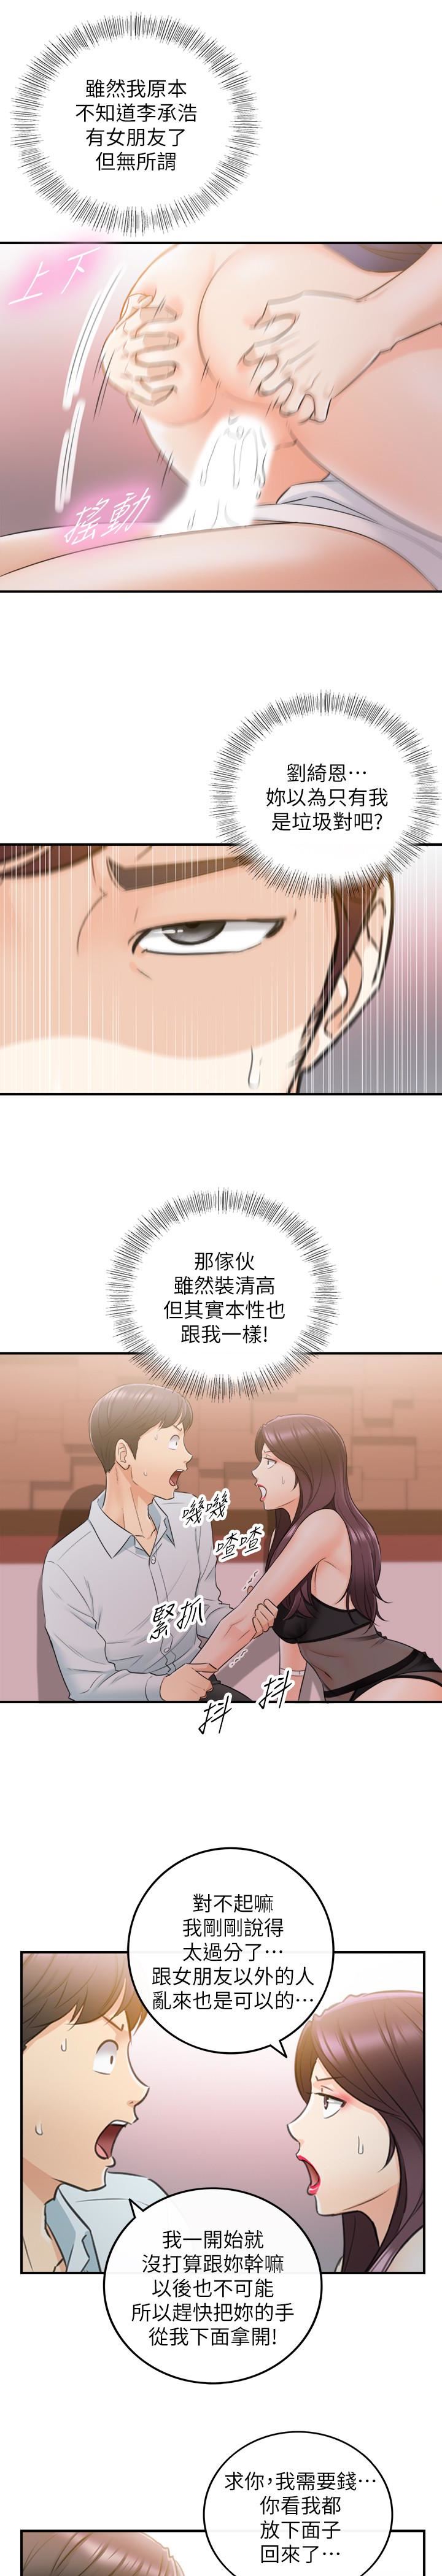 雖然我原本
不知道李承浩
有女朋友了
但無所謂
上下
搖動
劉綺恩…
妳以為只有我
是垃圾對吧?
那傢伙
雖然裝清高
但其實本性也
跟我一樣!
嘰嘰
喳喳
緊抓
抖 抖
對不起嘛
我剛剛說得
太過分了…
跟女朋友以外的人
亂來也是可以的…
我一開始就
沒打算跟妳幹嘛
以後也不可能
所以趕快把妳的手
從我下面拿開!
求你,我需要錢…
你看我都
放下面子
回來了…